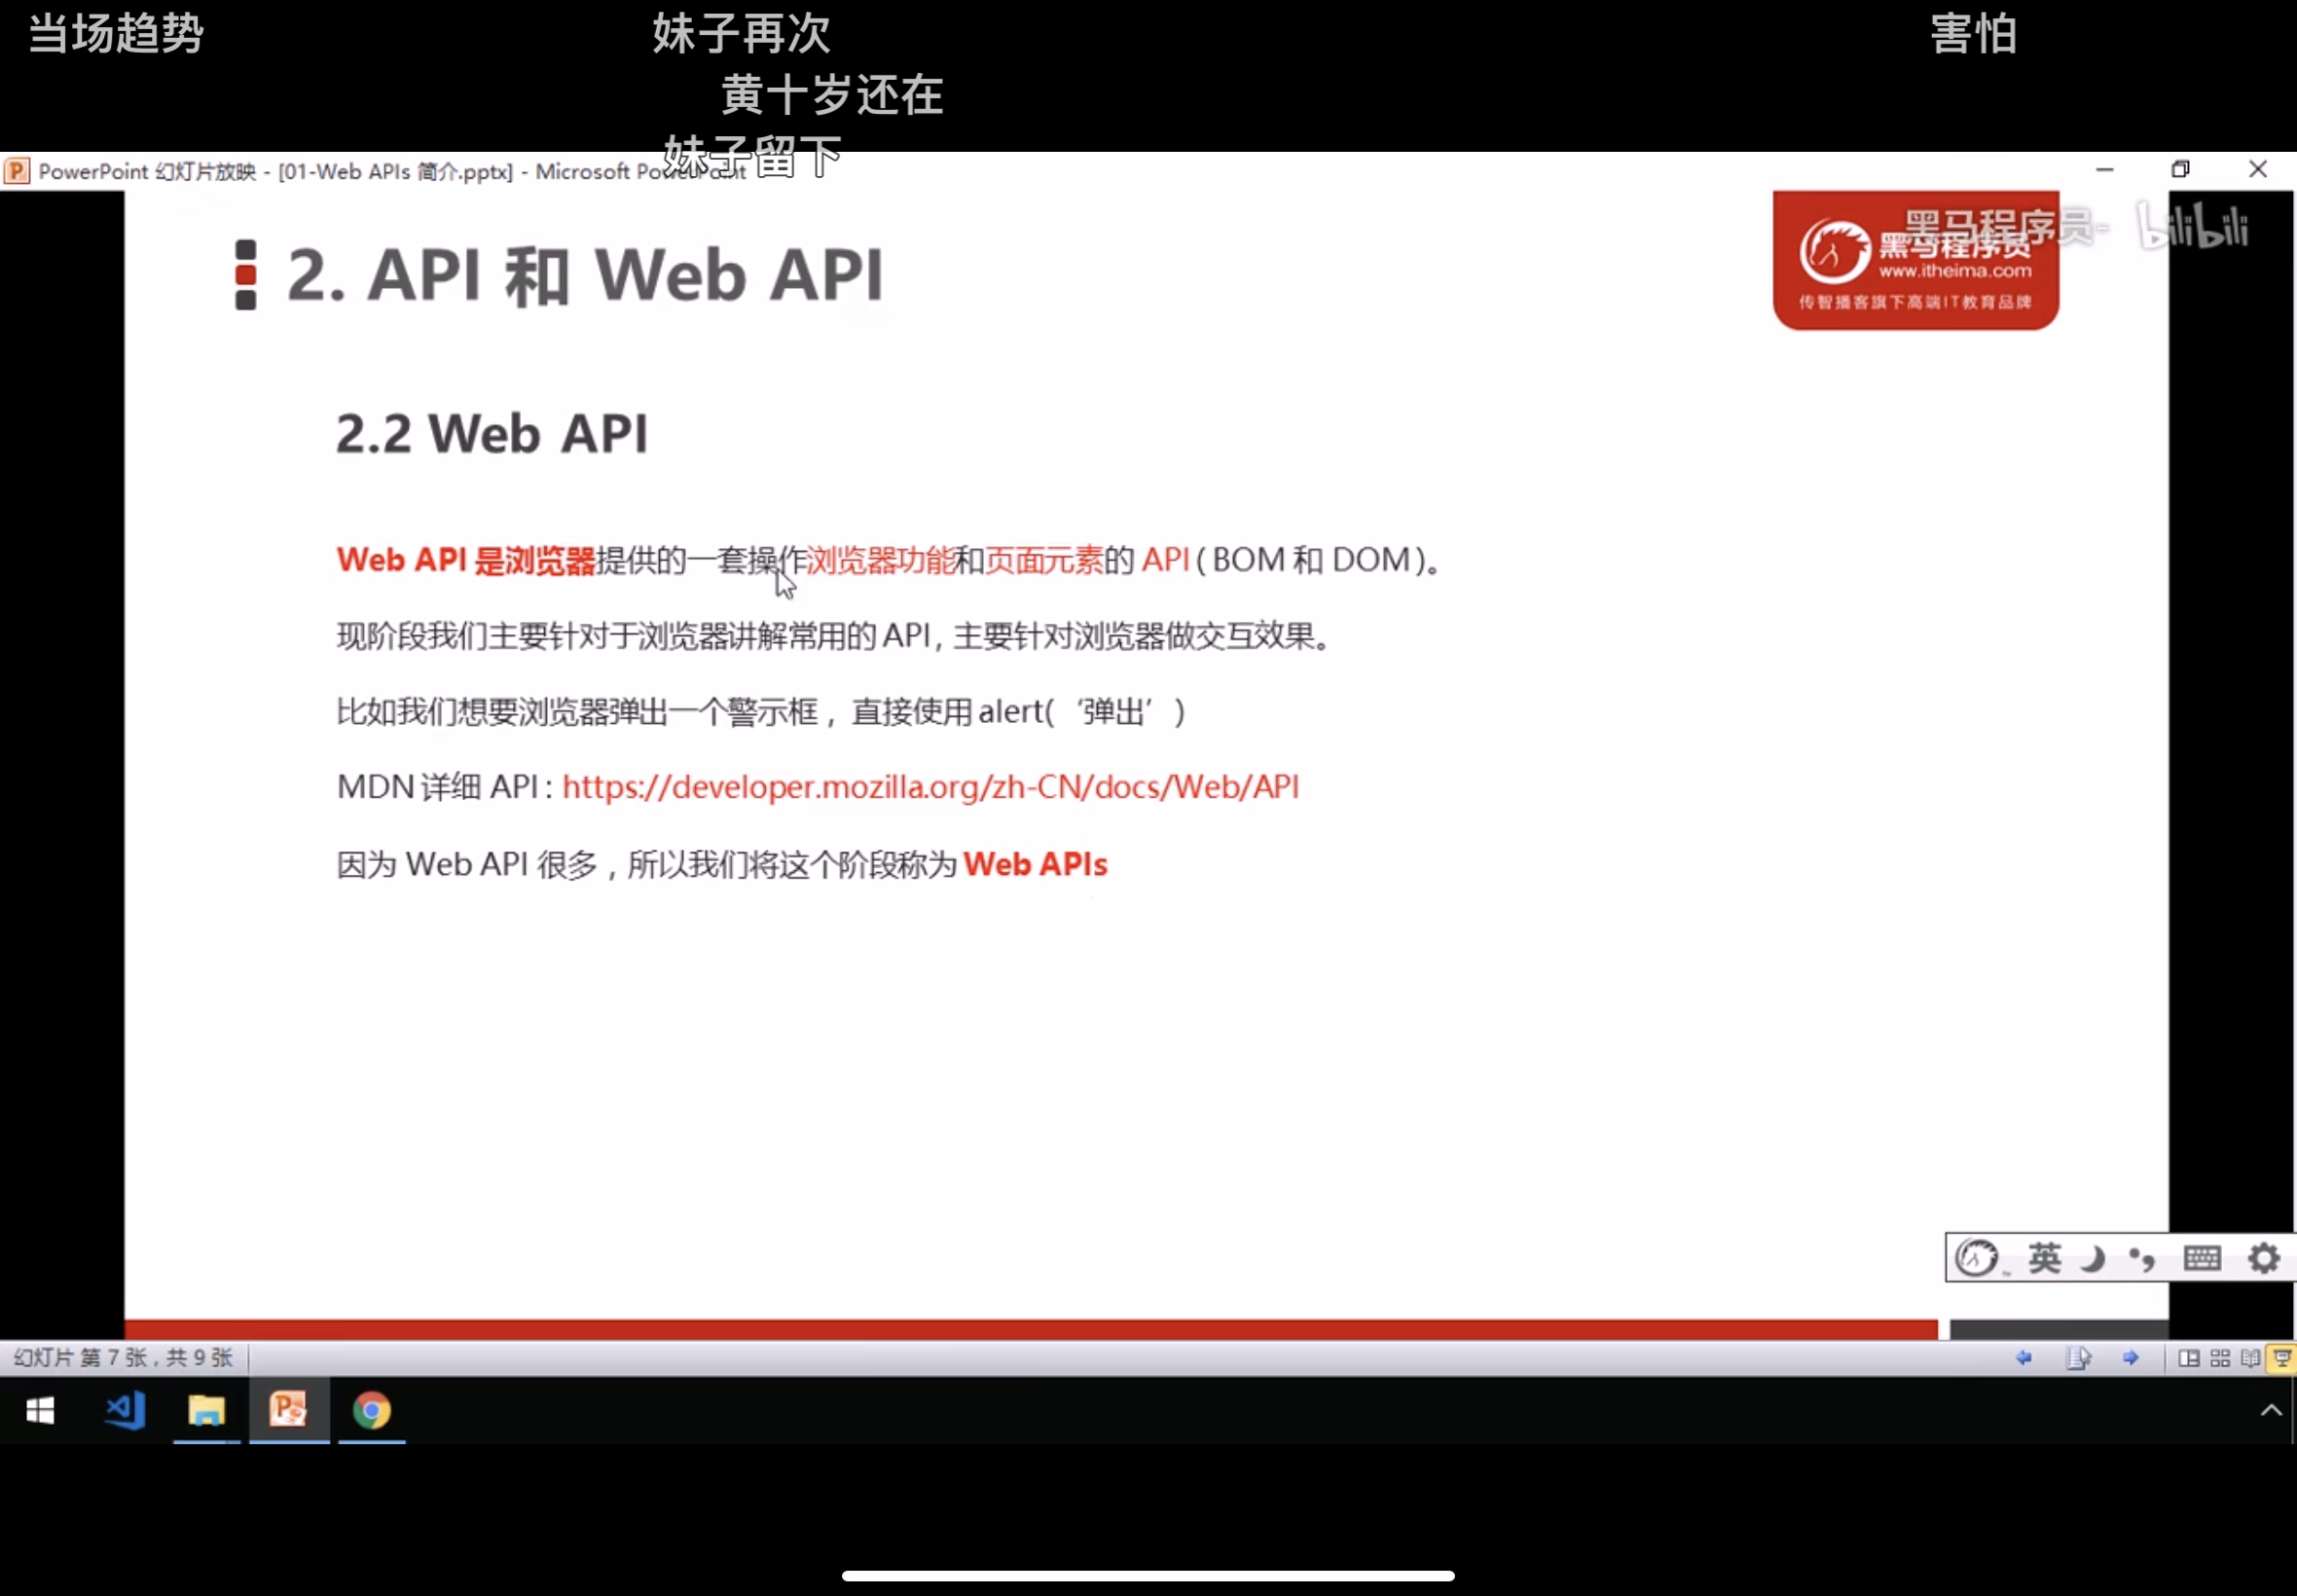 当场趋势
妹子再次
害怕
黄十岁还在
妹子留下
PowerPoint 幻灯片放映 - [01-Web APIs 简介.pptx] - Microsoft PowerPoint
2. API 和 Web API
黑马程序员-
bilibili
黑马程序员
www.itheima.com
传智播客旗下高端IT教育品牌
2.2 Web API
Web API 是浏览器提供的一套操作浏览器功能和页面元素的 API ( BOM 和 DOM )。
现阶段我们主要针对于浏览器讲解常用的 API , 主要针对浏览器做交互效果。
比如我们想要浏览器弹出一个警示框 ，直接使用 alert(‘弹出’)
MDN 详细 API : https://developer.mozilla.org/zh-CN/docs/Web/API
因为 Web API 很多 ，所以我们将这个阶段称为 Web APIs
英
幻灯片 第 7 张，共 9 张